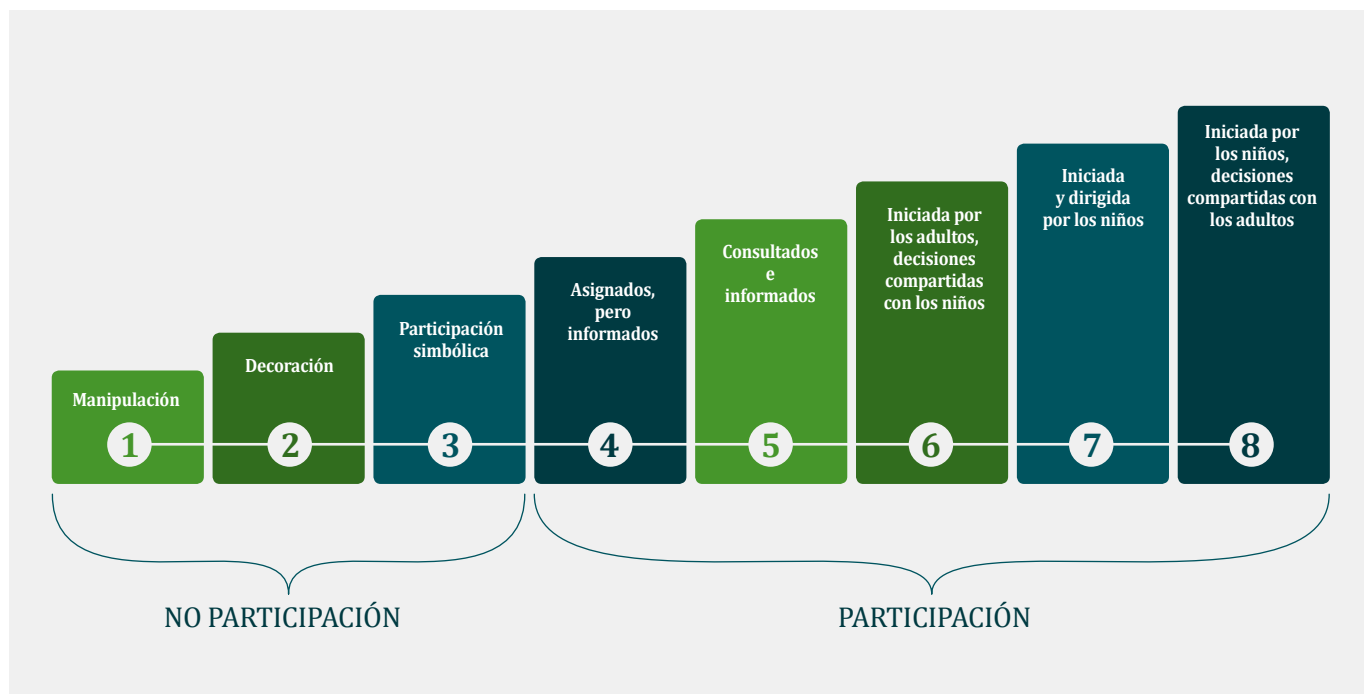 Manipulación
1
Decoración
2
Participación
simbólica
3
Asignados,
pero
informados
4
Consultados
e
informados
5
Iniciada por
los adultos,
decisiones
compartidas
con los niños
6
Iniciada
y dirigida
por los niños
7
Iniciada por
los niños,
decisiones
compartidas con
los adultos
8
NO PARTICIPACIÓN
PARTICIPACIÓN